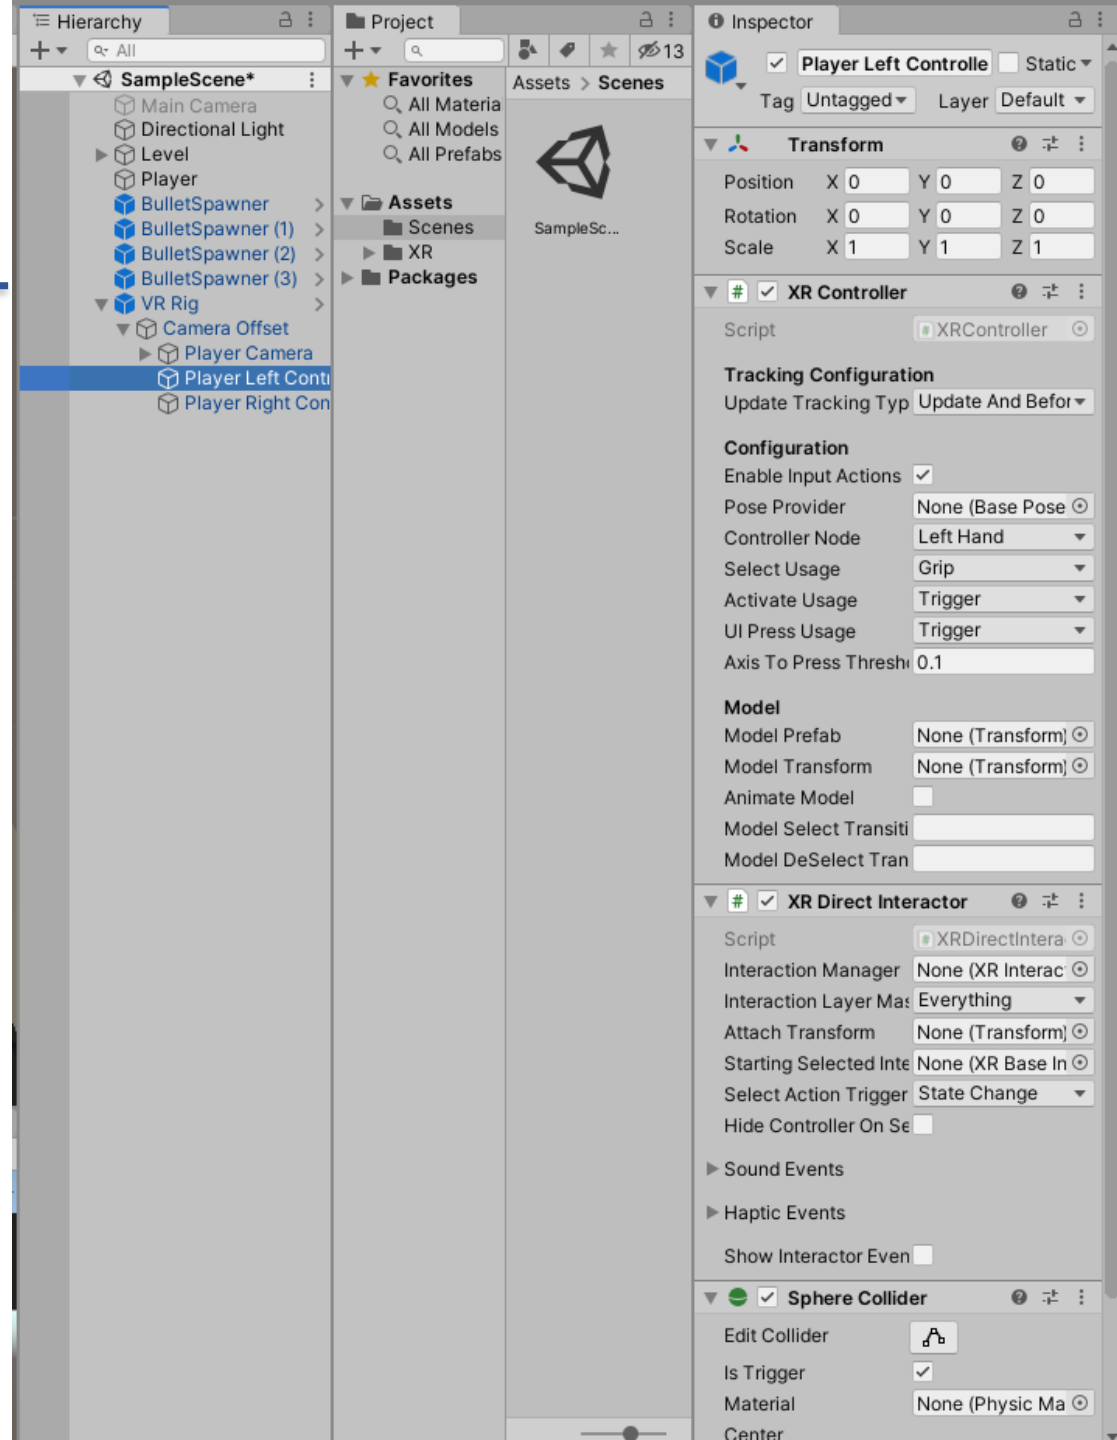 Hierarchy
All
SampleScene*
Main Camera
Directional Light
Level
Player
BulletSpawner
BulletSpawner (1)
BulletSpawner (2)
BulletSpawner (3)
VR Rig
Camera Offset
Player Camera
Player Left Contr
Player Right Con
Project
13
Favorites
All Materia
All Models
All Prefabs
Assets
Scenes
XR
Packages
Assets > Scenes
SampleSc...
Inspector
Player Left Controlle Static
Tag Untagged Layer Default
Transform
Position X 0 Y 0 Z 0
Rotation X 0 Y 0 Z 0
Scale X 1 Y 1 Z 1
# XR Controller
Script # XRController
Tracking Configuration
Update Tracking Typ Update And Befor
Configuration
Enable Input Actions
Pose Provider None (Base Pose
Controller Node Left Hand
Select Usage Grip
Activate Usage Trigger
UI Press Usage Trigger
Axis To Press Thresh 0.1
Model
Model Prefab None (Transform)
Model Transform None (Transform)
Animate Model
Model Select Transiti
Model DeSelect Tran
# XR Direct Interactor
Script # XRDirectIntera
Interaction Manager None (XR Interac
Interaction Layer Mas Everything
Attach Transform None (Transform)
Starting Selected Inte None (XR Base In
Select Action Trigger State Change
Hide Controller On Se
Sound Events
Haptic Events
Show Interactor Even
Sphere Collider
Edit Collider
Is Trigger
Material None (Physic Ma
Center